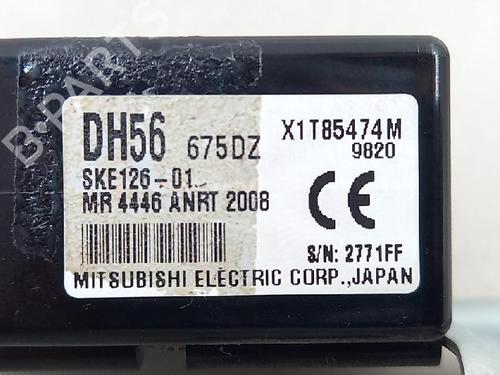 B-PARTS
DH56 675DZ X1T85474M
9820
SKE126-01
MR 4446 ANRT 2008
CE
S/N: 2771FF
MITSUBISHI ELECTRIC CORP.,JAPAN